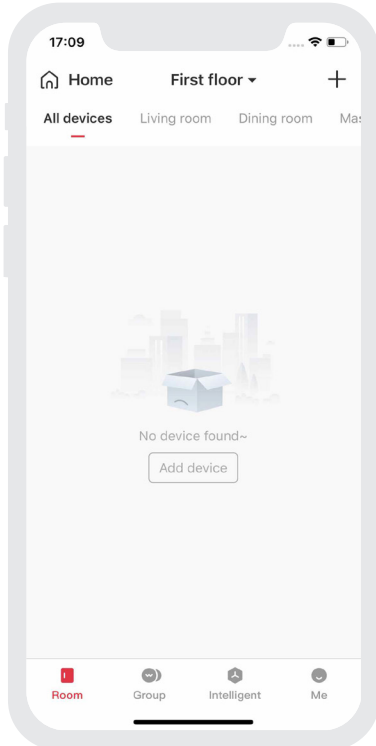 17:09
Home First floor
All devices Living room Dining room Mas
No device found~
Add device
Room Group Intelligent Me